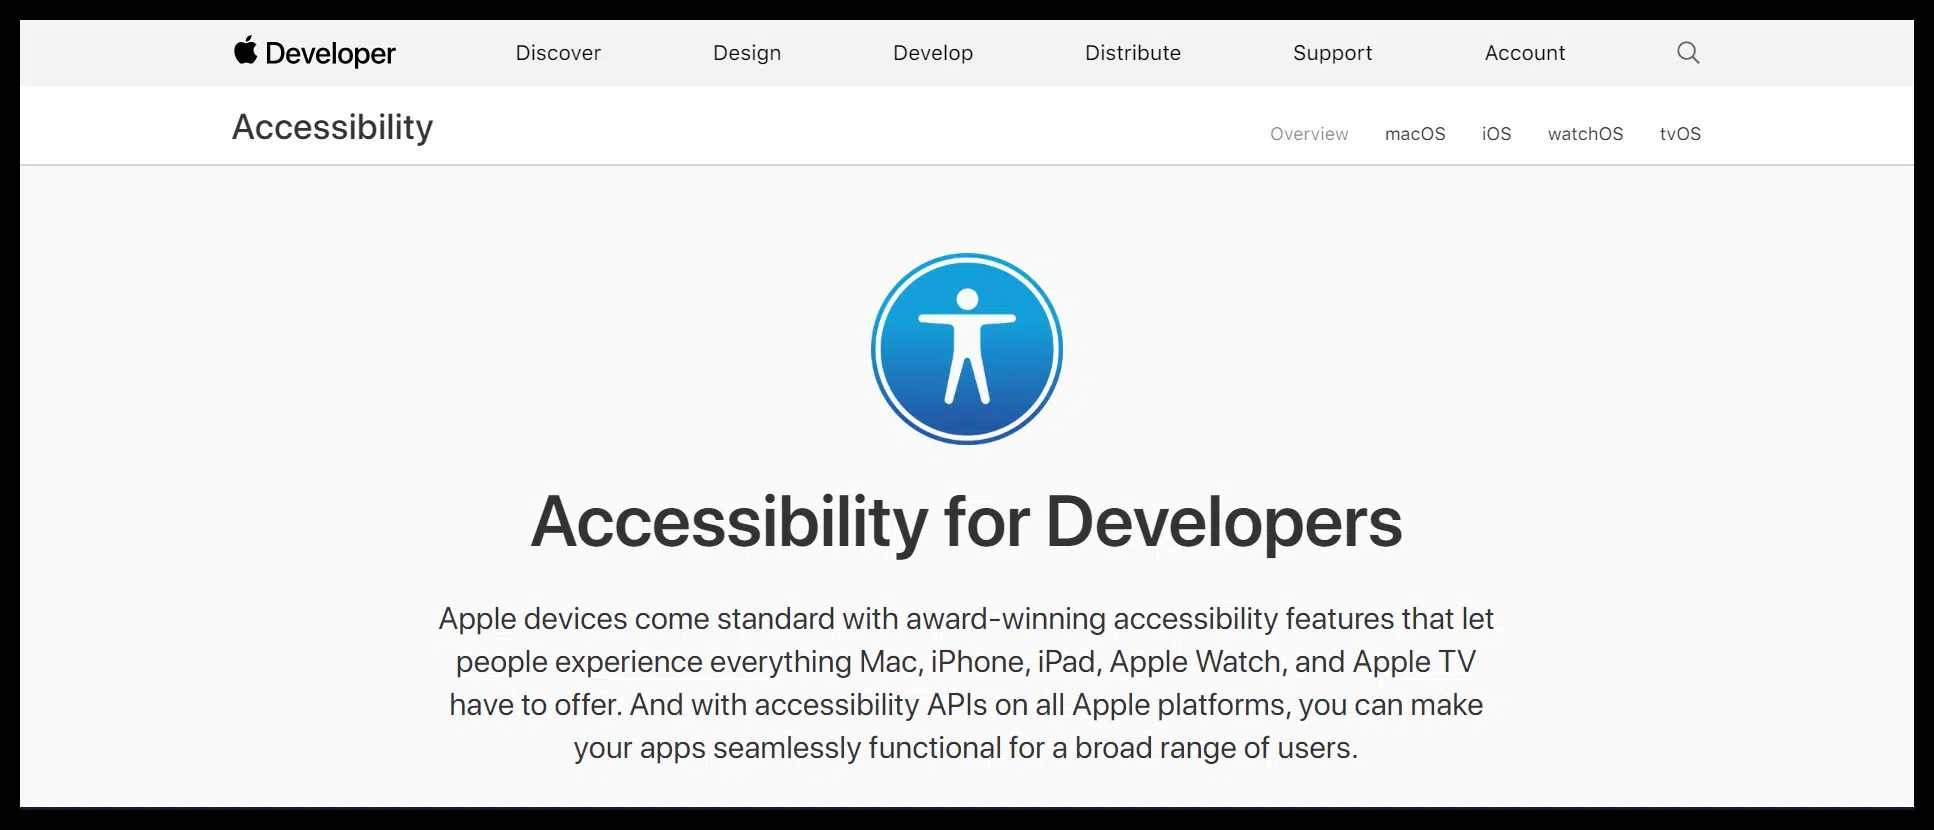 Developer Discover Design Develop Distribute Support Account
Accessibility Overview macOS iOS watchOS tvOS
Accessibility for Developers
Apple devices come standard with award-winning accessibility features that let
people experience everything Mac, iPhone, iPad, Apple Watch, and Apple TV
have to offer. And with accessibility APIs on all Apple platforms, you can make
your apps seamlessly functional for a broad range of users.